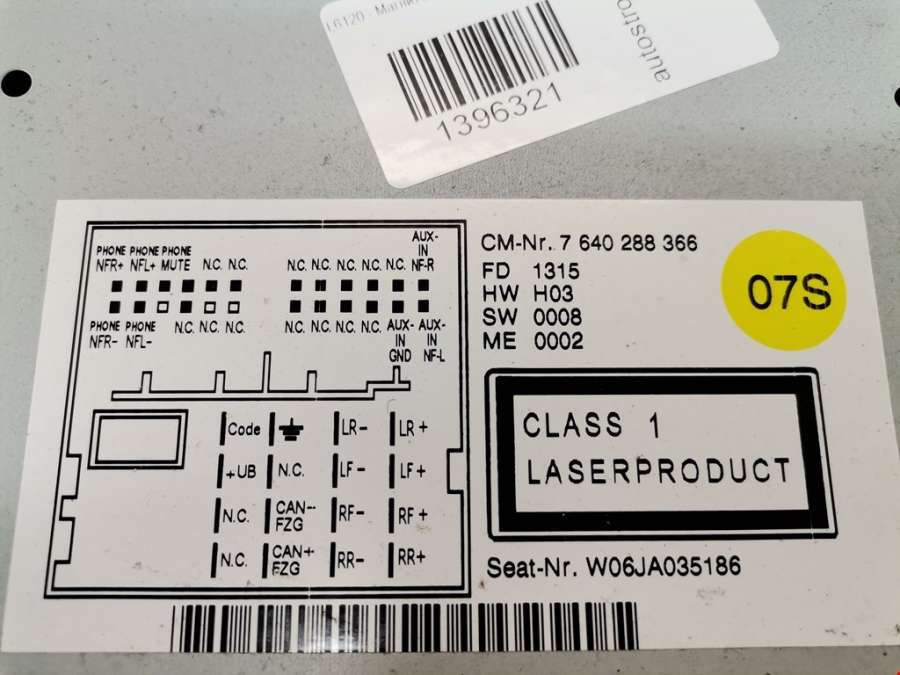 L6120 -
1396321
autostro
PHONE PHONE PHONE
NFR+ NFL+ MUTE N.C. N.C.
AUX-
IN
N.C. N.C. N.C. N.C. N.C. NF-R
PHONE PHONE
NFR- NFL-
N.C. N.C. N.C.
N.C. N.C. N.C. N.C. AUX- AUX-
IN IN
GND NF-L
Code LR- LR+
+UB N.C. LF- LF+
N.C. CAN- FZG RF- RF+
N.C. CAN+ FZG RR- RR+
CM-Nr. 7 640 288 366
FD 1315
HW H03
SW 0008
ME 0002
07S
CLASS 1
LASERPRODUCT
Seat-Nr. W06JA035186